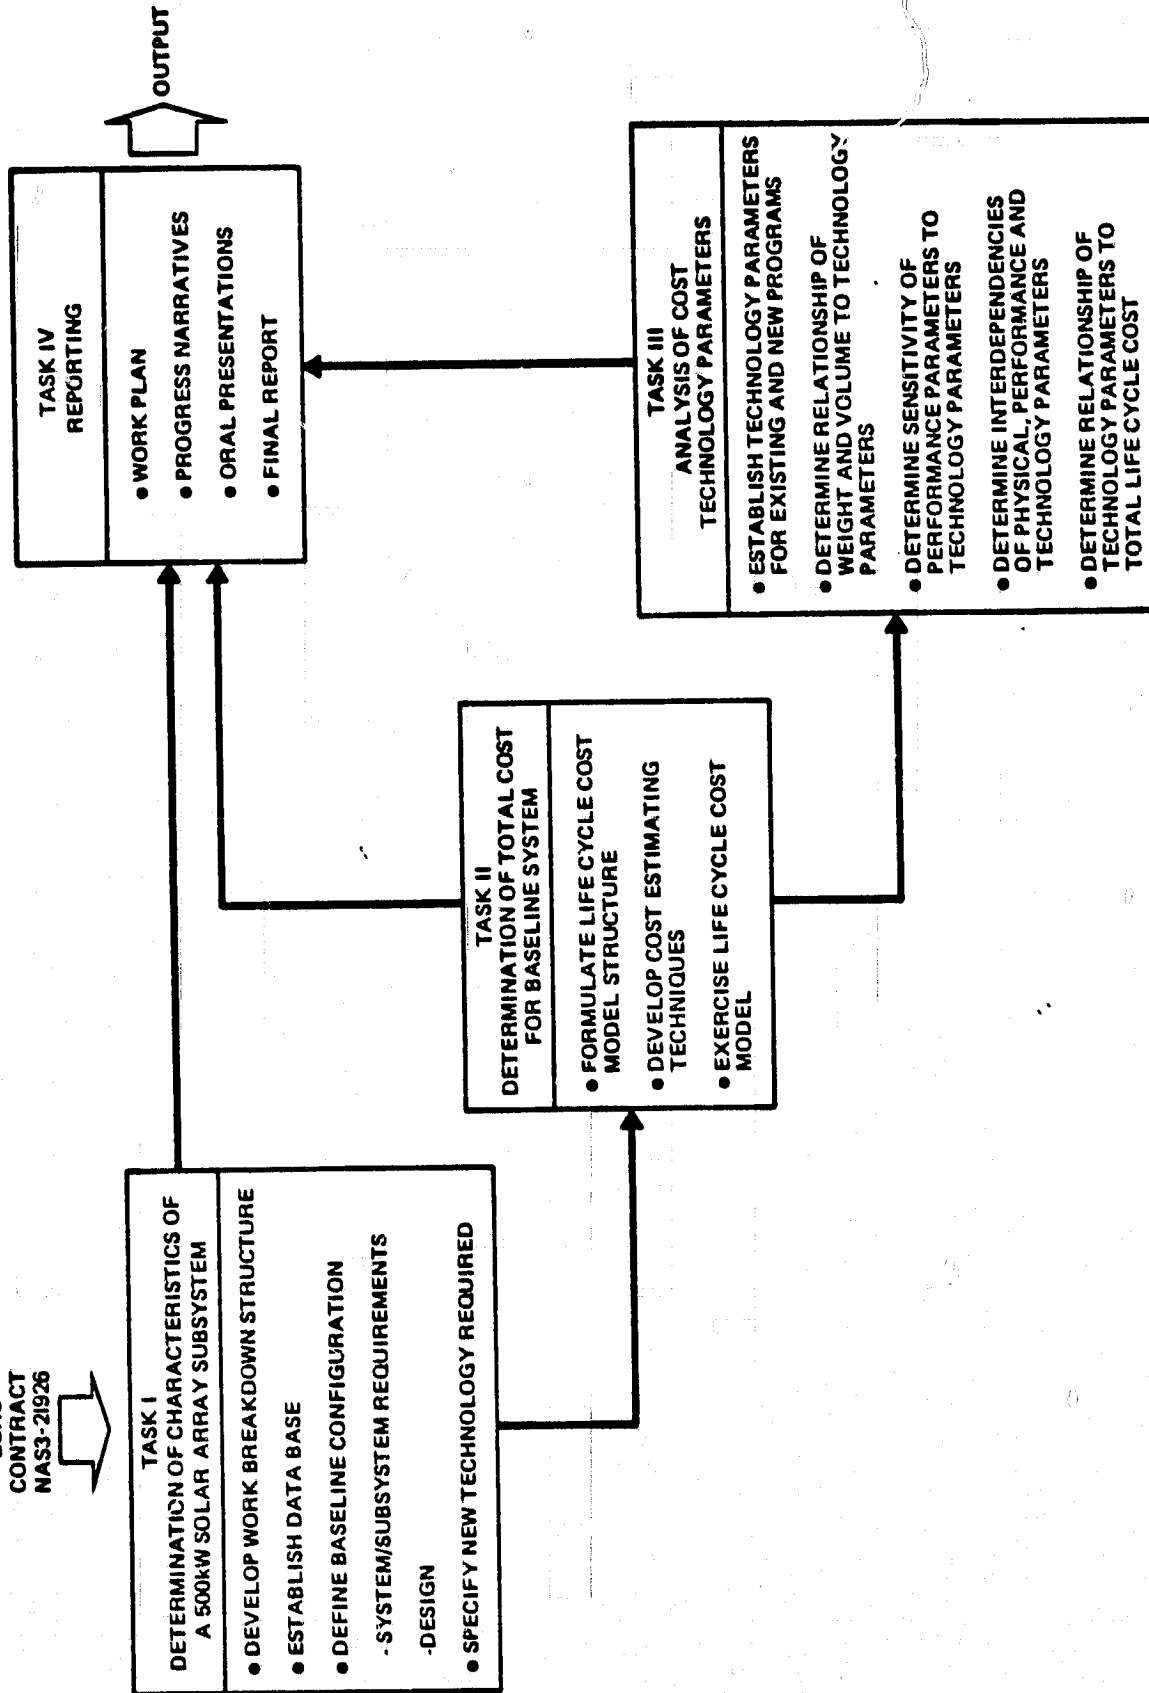 CONTRACT
NAS3-21926
TASK I
DETERMINATION OF CHARACTERISTICS OF
A 500kW SOLAR ARRAY SUBSYSTEM
● DEVELOP WORK BREAKDOWN STRUCTURE
● ESTABLISH DATA BASE
● DEFINE BASELINE CONFIGURATION
-SYSTEM/SUBSYSTEM REQUIREMENTS
-DESIGN
● SPECIFY NEW TECHNOLOGY REQUIRED
TASK II
DETERMINATION OF TOTAL COST
FOR BASELINE SYSTEM
● FORMULATE LIFE CYCLE COST
MODEL STRUCTURE
● DEVELOP COST ESTIMATING
TECHNIQUES
● EXERCISE LIFE CYCLE COST
MODEL
TASK III
ANALYSIS OF COST
TECHNOLOGY PARAMETERS
● ESTABLISH TECHNOLOGY PARAMETERS
FOR EXISTING AND NEW PROGRAMS
● DETERMINE RELATIONSHIP OF
WEIGHT AND VOLUME TO TECHNOLOGY
PARAMETERS
● DETERMINE SENSITIVITY OF
PERFORMANCE PARAMETERS TO
TECHNOLOGY PARAMETERS
● DETERMINE INTERDEPENDENCIES
OF PHYSICAL, PERFORMANCE AND
TECHNOLOGY PARAMETERS
● DETERMINE RELATIONSHIP OF
TECHNOLOGY PARAMETERS TO
TOTAL LIFE CYCLE COST
TASK IV
REPORTING
● WORK PLAN
● PROGRESS NARRATIVES
● ORAL PRESENTATIONS
● FINAL REPORT
OUTPUT